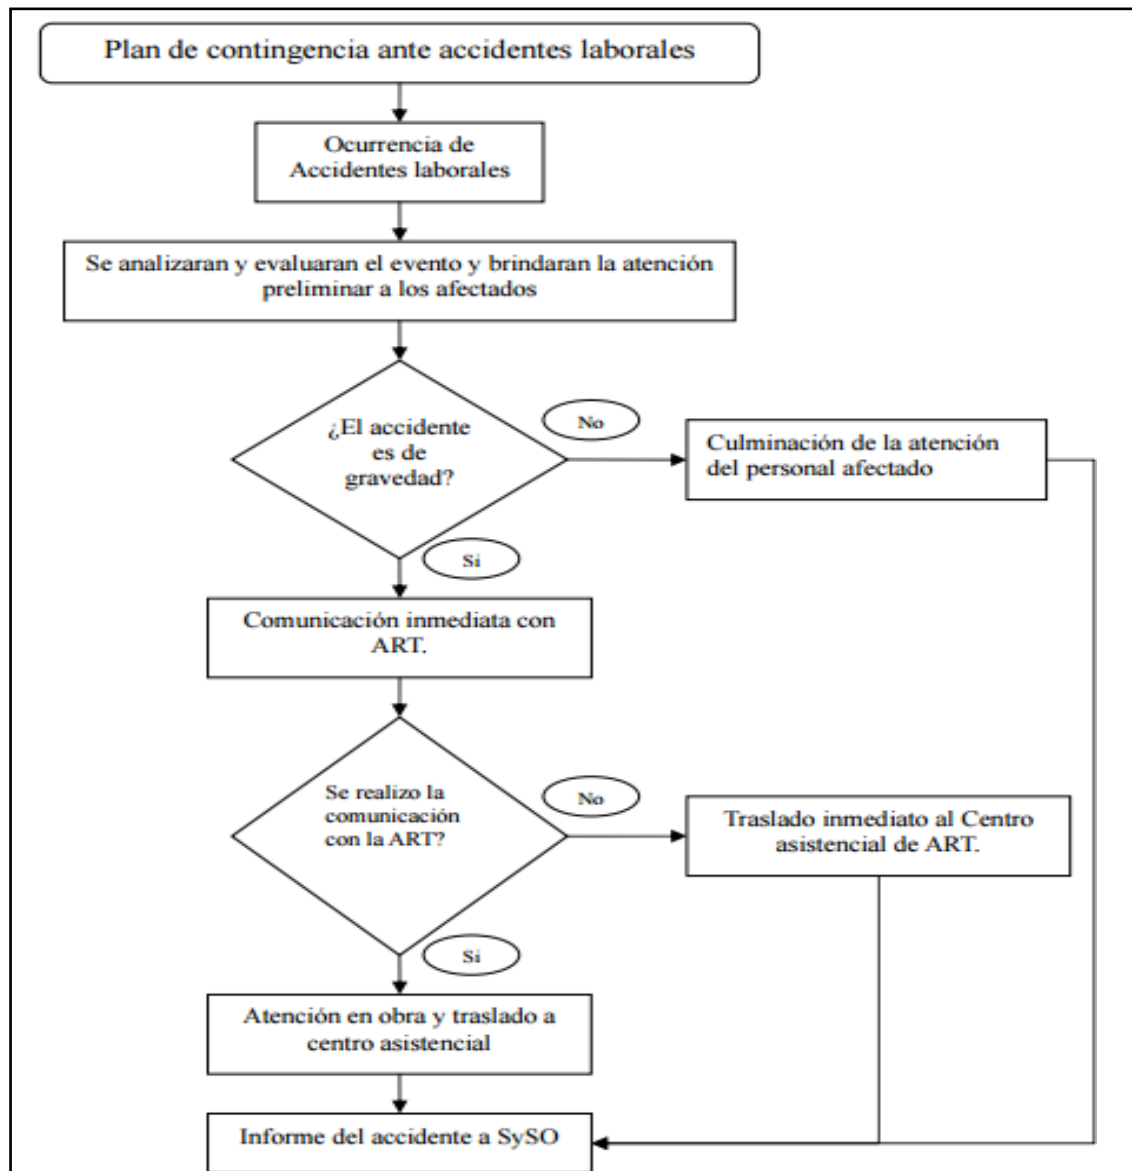 Plan de contingencia ante accidentes laborales
Ocurrencia de
Accidentes laborales
Se analizaran y evaluaran el evento y brindaran la atención
preliminar a los afectados
¿El accidente
es de
gravedad?
No
Culminación de la atención
del personal afectado
Si
Comunicación inmediata con
ART.
Se realizo la
comunicación
con la ART?
No
Traslado inmediato al Centro
asistencial de ART.
Si
Atención en obra y traslado a
centro asistencial
Informe del accidente a SySO